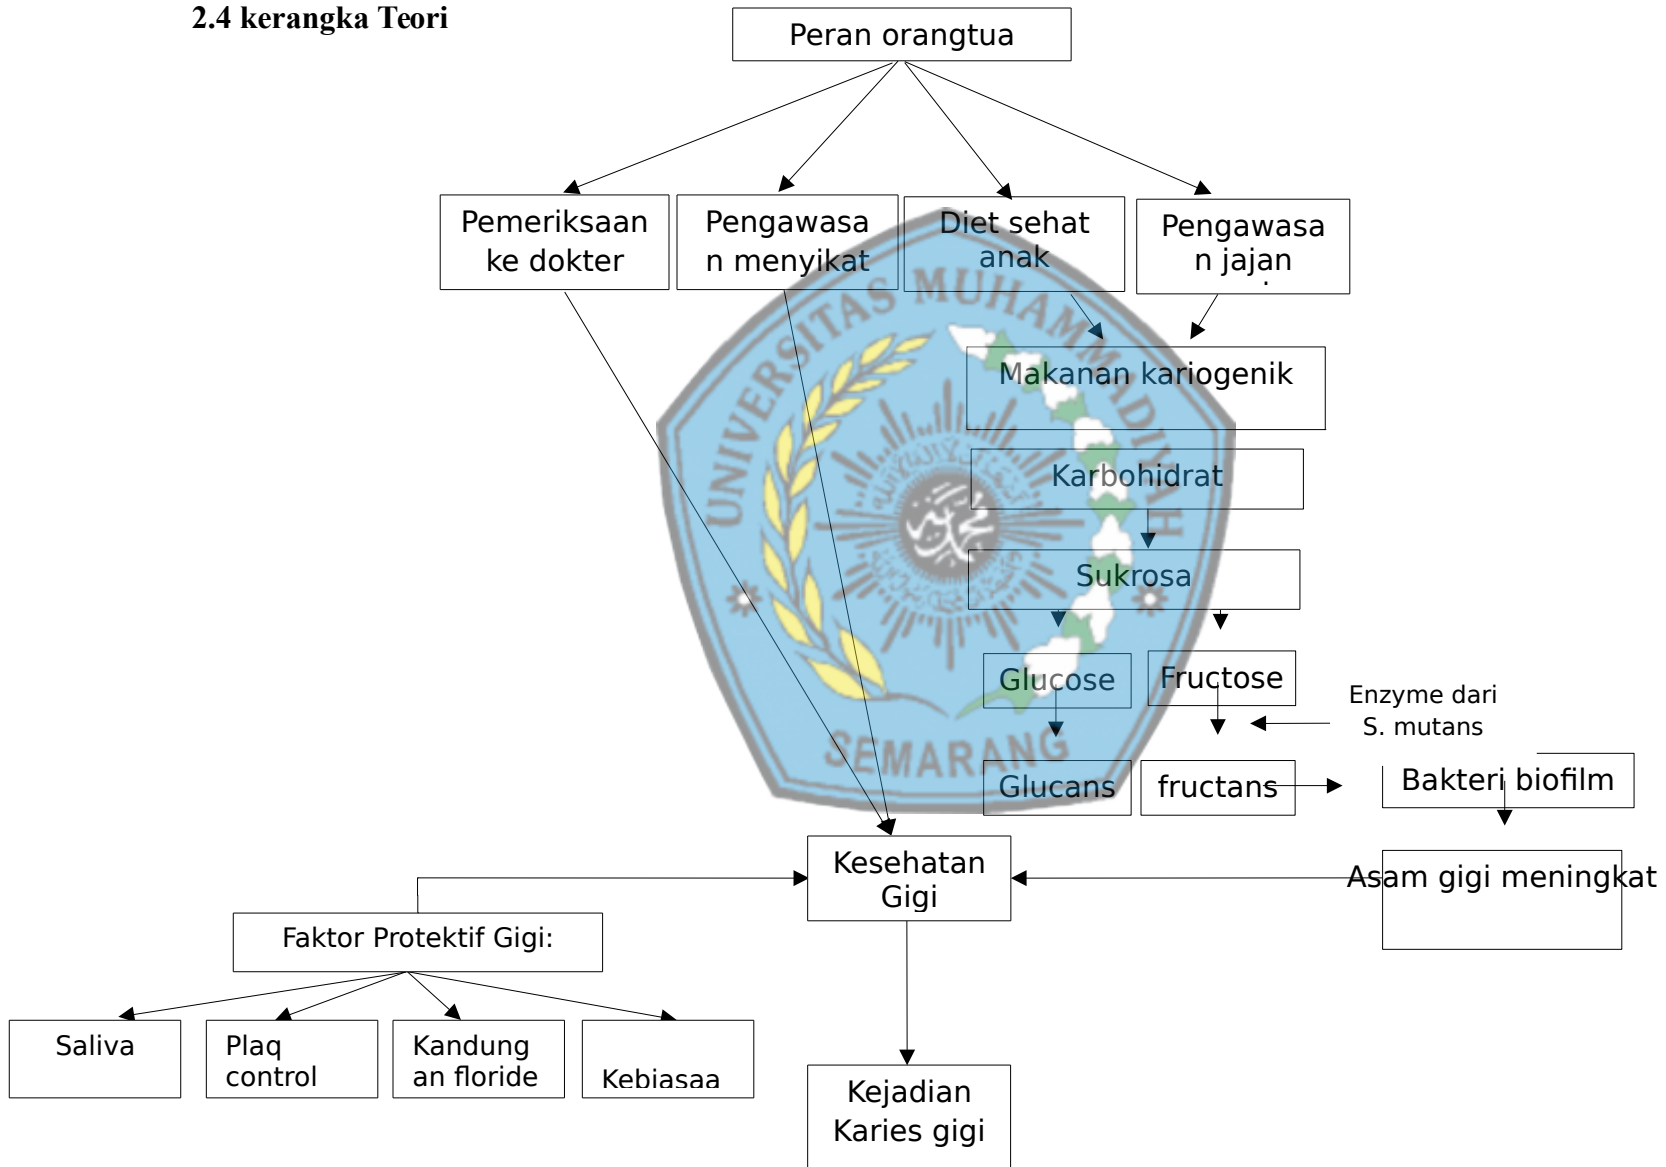 2.4 kerangka Teori
Peran orangtua
Pemeriksaan
ke dokter
Pengawasa
n menyikat
Diet sehat
anak
Pengawasa
n jajan
UNIVERSITAS MUHAMMADIYAH
SEMARANG
Makanan kariogenik
Karbohidrat
Sukrosa
Glucose
Fructose
Enzyme dari
S. mutans
Glucans
fructans
Bakteri biofilm
Kesehatan
Gigi
Asam gigi meningkat
Faktor Protektif Gigi:
Saliva
Plaq
control
Kandung
an floride
Kebiasaa
Kejadian
Karies gigi